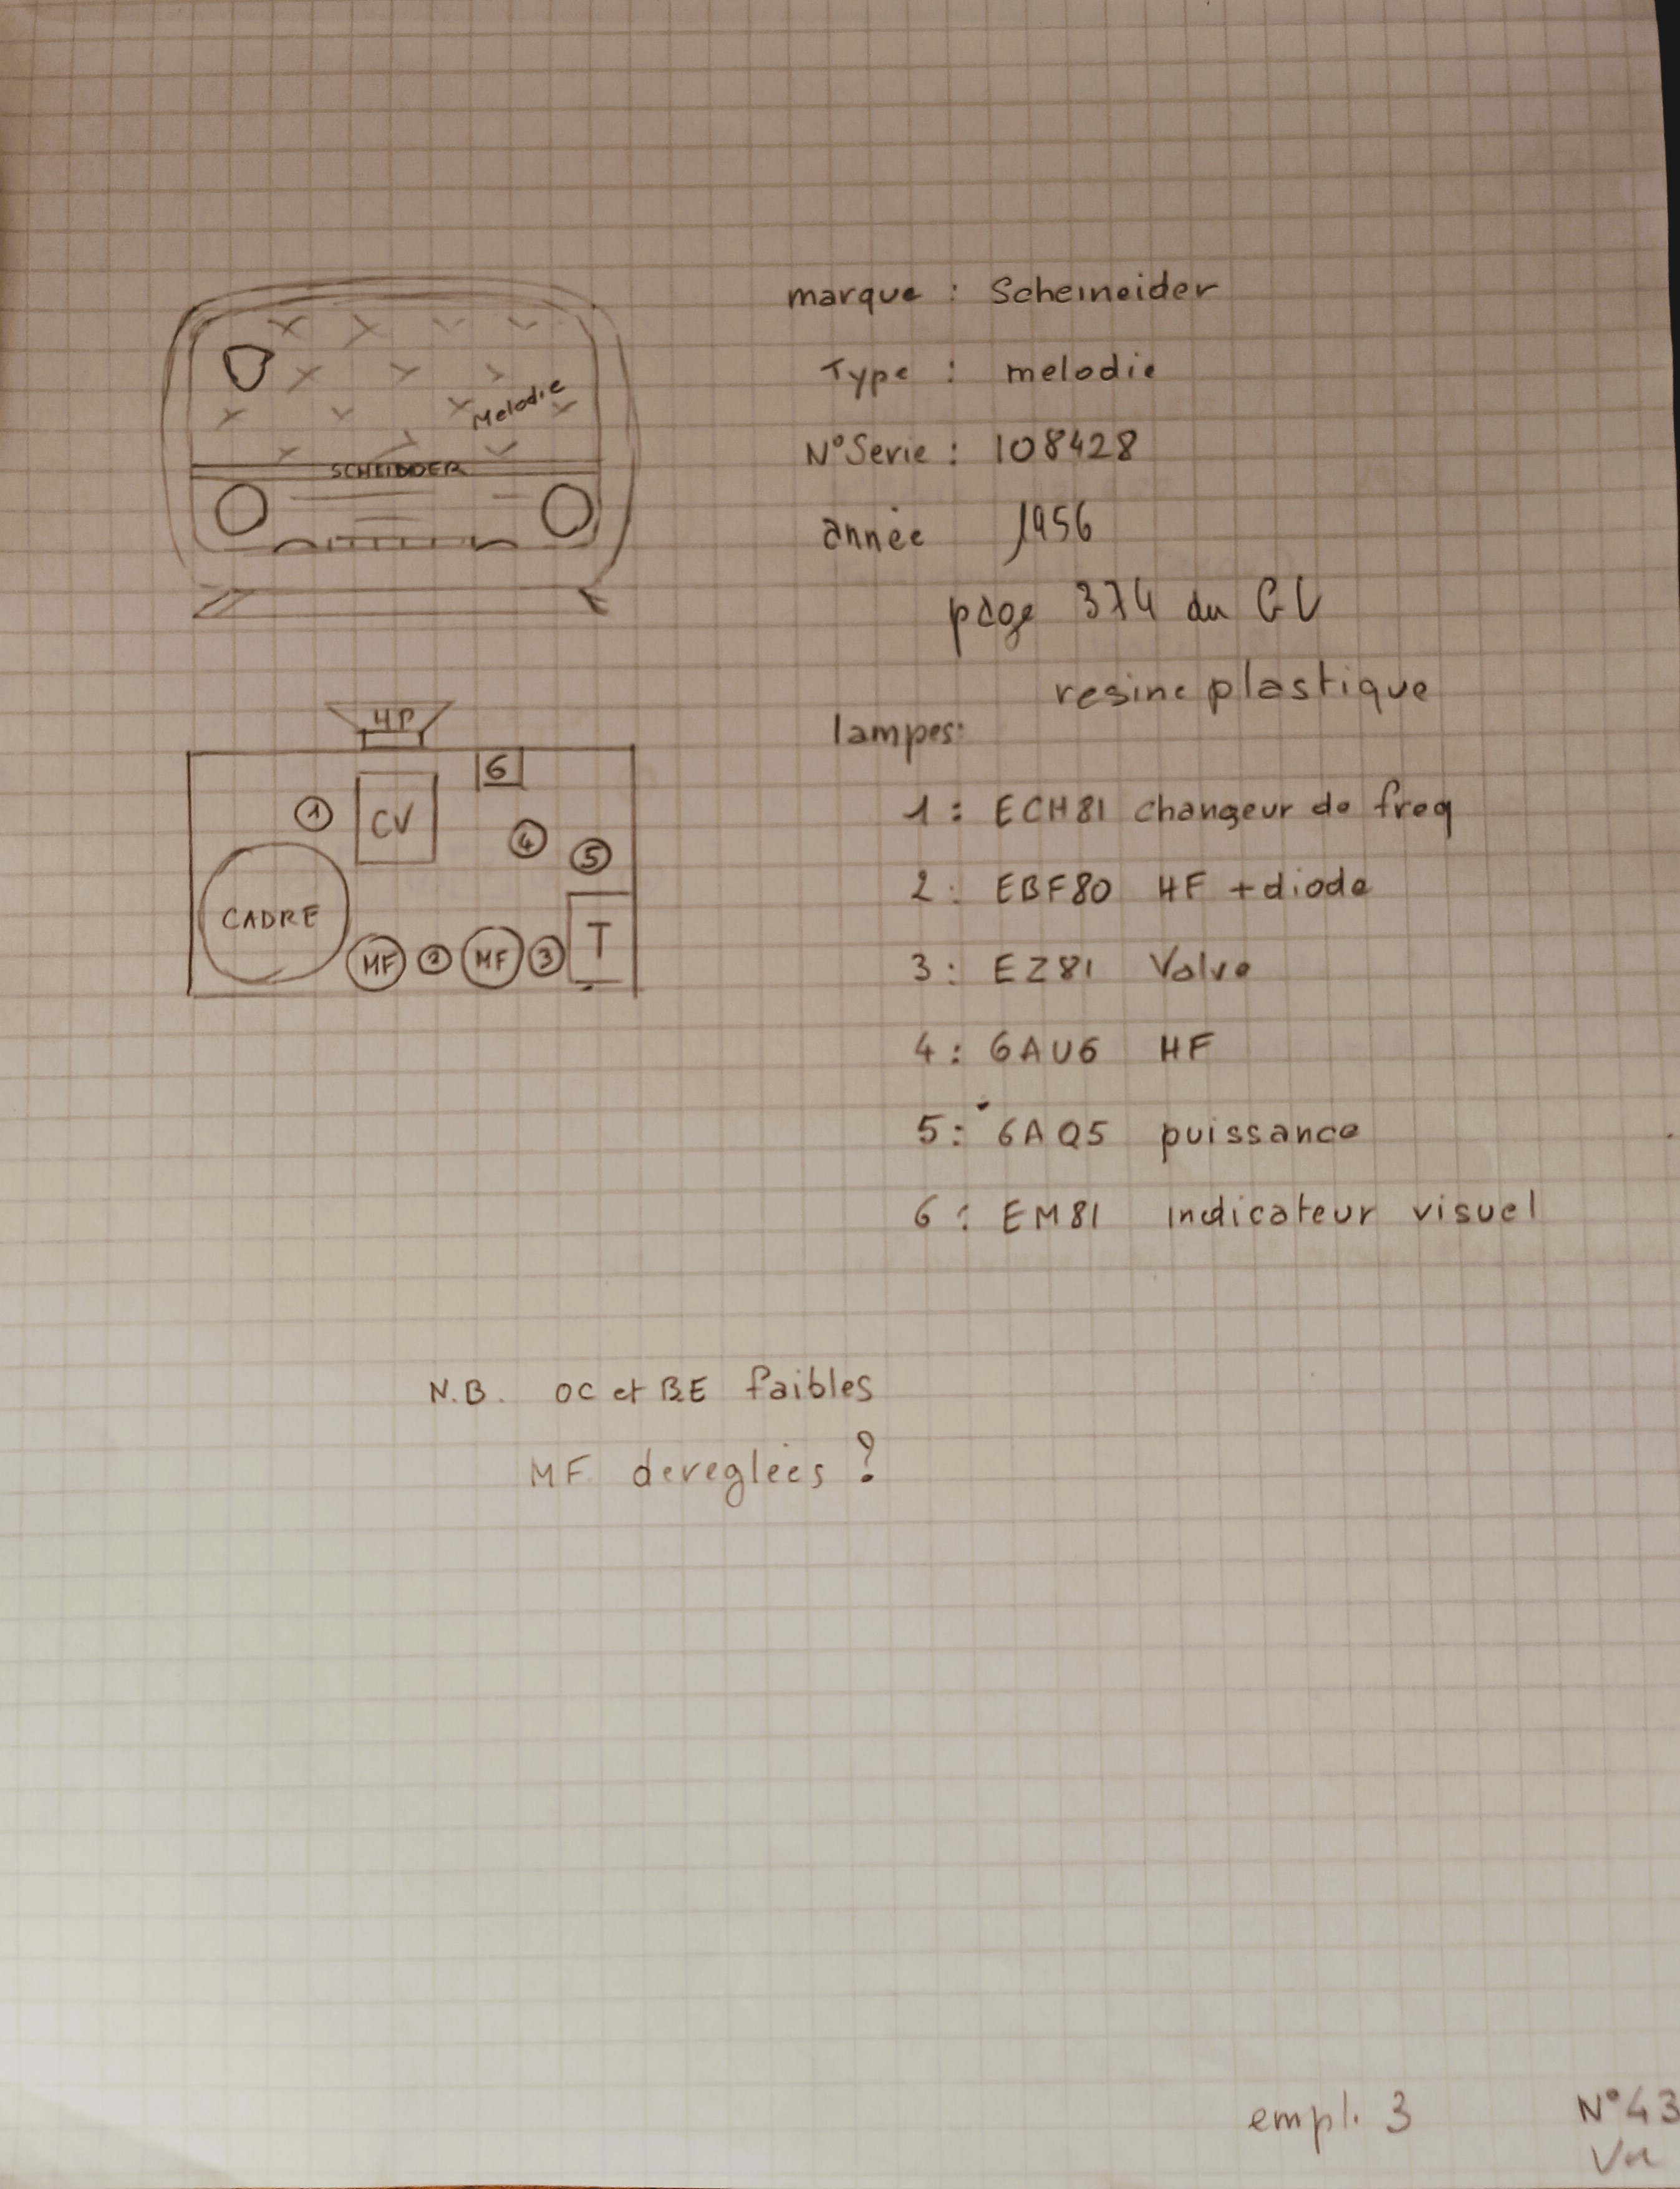 Melodie
SCHEIDDER
marque : Scheineider
Type : melodie
N° Serie : 108428
année 1956
page 374 du GL
resine plastique
HP
6
1
CV
4
5
CADRE
MF
2
MF
3
T
lampes:
1 : ECH81 changeur de freq
2 : EBF80 HF + diode
3 : EZ81 Valve
4 : 6AU6 HF
5 : 6AQ5 puissance
6 : EM81 indicateur visuel
N.B. OC et BE faibles
MF déreglées ?
empl. 3
N° 43
Vu